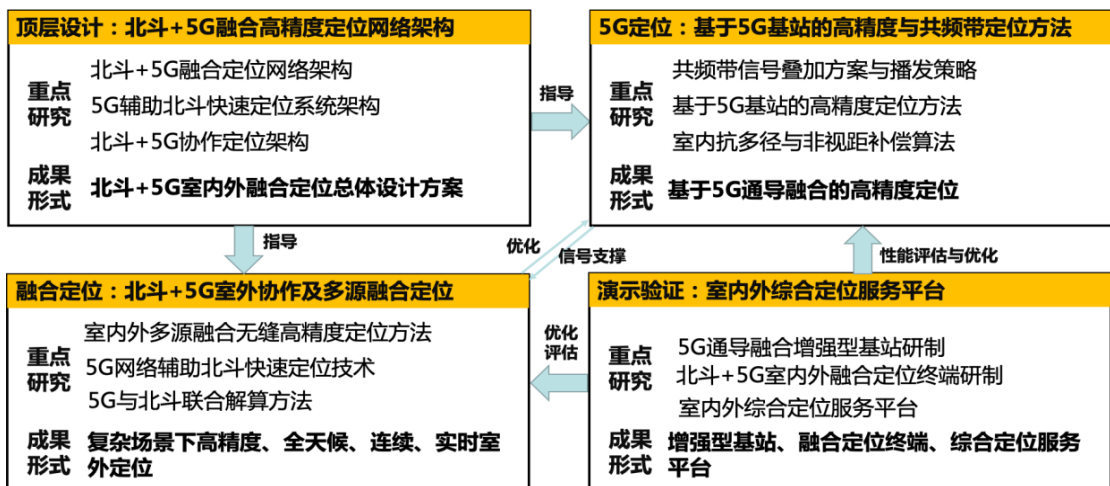 顶层设计：北斗+5G融合高精度定位网络架构
重点
研究
北斗+5G融合定位网络架构
5G辅助北斗快速定位系统架构
北斗+5G协作定位架构
成果
形式
北斗+5G室内外融合定位总体设计方案
指导
5G定位：基于5G基站的高精度与共频带定位方法
重点
研究
共频带信号叠加方案与播发策略
基于5G基站的高精度定位方法
室内抗多径与非视距补偿算法
成果
形式
基于5G通导融合的高精度定位
指导
优化
信号支撑
性能评估与优化
融合定位：北斗+5G室外协作及多源融合定位
重点
研究
室内外多源融合无缝高精度定位方法
5G网络辅助北斗快速定位技术
5G与北斗联合解算方法
成果
形式
复杂场景下高精度、全天候、连续、实时室
外定位
优化
评估
演示验证：室内外综合定位服务平台
重点
研究
5G通导融合增强型基站研制
北斗+5G室内外融合定位终端研制
室内外综合定位服务平台
成果
形式
增强型基站、融合定位终端、综合定位服务
平台